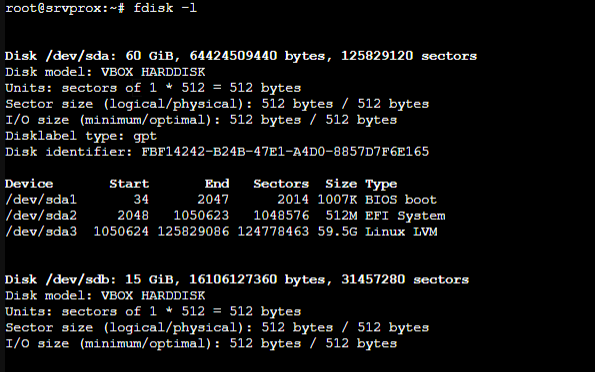 root@srvprox:~# fdisk -l
Disk /dev/sda: 60 GiB, 64424509440 bytes, 125829120 sectors
Disk model: VBOX HARDDISK
Units: sectors of 1 * 512 = 512 bytes
Sector size (logical/physical): 512 bytes / 512 bytes
I/O size (minimum/optimal): 512 bytes / 512 bytes
Disklabel type: gpt
Disk identifier: FBF14242-B24B-47E1-A4D0-8857D7F6E165
Device Start End Sectors Size Type
/dev/sda1 34 2047 2014 1007K BIOS boot
/dev/sda2 2048 1050623 1048576 512M EFI System
/dev/sda3 1050624 125829086 124778463 59.5G Linux LVM
Disk /dev/sdb: 15 GiB, 16106127360 bytes, 31457280 sectors
Disk model: VBOX HARDDISK
Units: sectors of 1 * 512 = 512 bytes
Sector size (logical/physical): 512 bytes / 512 bytes
I/O size (minimum/optimal): 512 bytes / 512 bytes